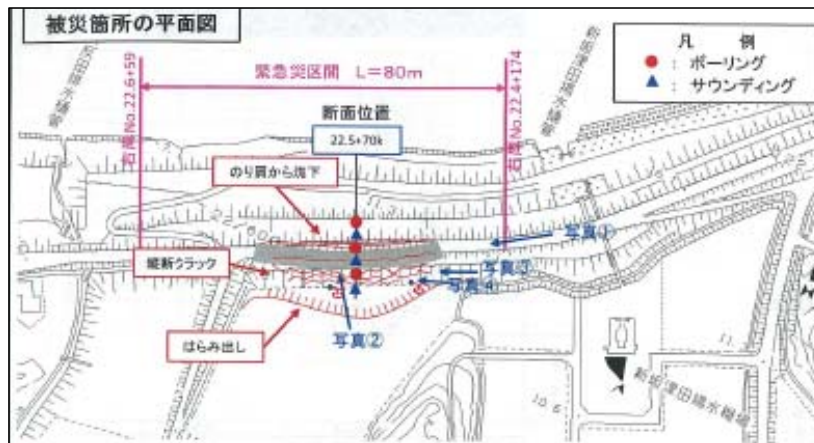 被災箇所の平面図
凡 例
● : ボーリング
▲ : サウンディング
緊急災区間 L=80m
右岸No.22.6+59
右岸No.22.4+174
断面位置
22.5+70k
のり肩から塊下
縦断クラック
はらみ出し
写真①
写真③
写真4
写真②
10.6
11.